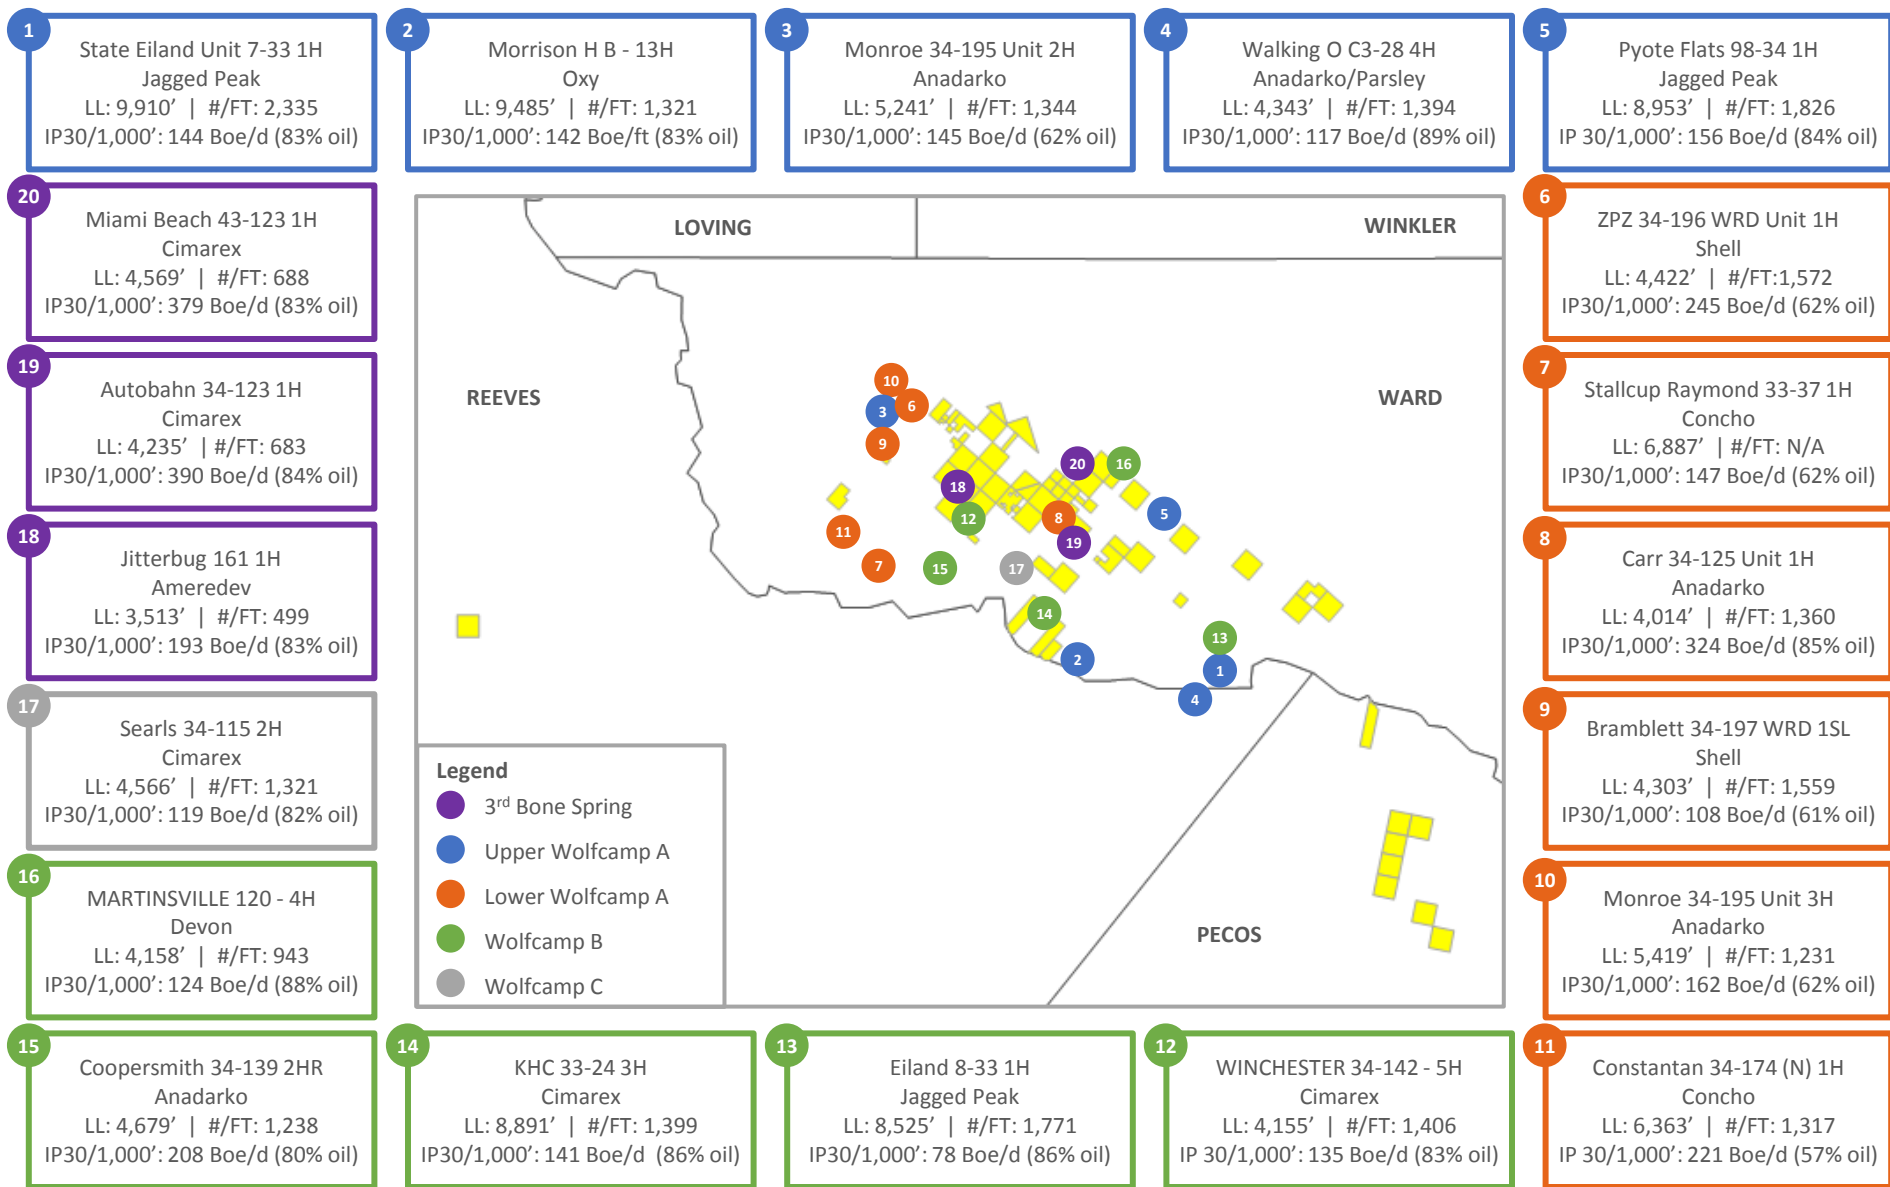 1
State Eiland Unit 7-33 1H
Jagged Peak
LL: 9,910’ | #/FT: 2,335
IP30/1,000’: 144 Boe/d (83% oil)
2
Morrison H B - 13H
Oxy
LL: 9,485’ | #/FT: 1,321
IP30/1,000’: 142 Boe/ft (83% oil)
3
Monroe 34-195 Unit 2H
Anadarko
LL: 5,241’ | #/FT: 1,344
IP30/1,000’: 145 Boe/d (62% oil)
4
Walking O C3-28 4H
Anadarko/Parsley
LL: 4,343’ | #/FT: 1,394
IP30/1,000’: 117 Boe/d (89% oil)
5
Pyote Flats 98-34 1H
Jagged Peak
LL: 8,953’ | #/FT: 1,826
IP 30/1,000’: 156 Boe/d (84% oil)
20
Miami Beach 43-123 1H
Cimarex
LL: 4,569’ | #/FT: 688
IP30/1,000’: 379 Boe/d (83% oil)
19
Autobahn 34-123 1H
Cimarex
LL: 4,235’ | #/FT: 683
IP30/1,000’: 390 Boe/d (84% oil)
18
Jitterbug 161 1H
Ameredev
LL: 3,513’ | #/FT: 499
IP30/1,000’: 193 Boe/d (83% oil)
17
Searls 34-115 2H
Cimarex
LL: 4,566’ | #/FT: 1,321
IP30/1,000’: 119 Boe/d (82% oil)
16
MARTINSVILLE 120 - 4H
Devon
LL: 4,158’ | #/FT: 943
IP30/1,000’: 124 Boe/d (88% oil)
LOVING
WINKLER
REEVES
WARD
PECOS
10
3
6
9
20
16
18
12
8
5
11
19
7
15
17
14
13
2
1
4
Legend
3rd Bone Spring
Upper Wolfcamp A
Lower Wolfcamp A
Wolfcamp B
Wolfcamp C
6
ZPZ 34-196 WRD Unit 1H
Shell
LL: 4,422’ | #/FT:1,572
IP30/1,000’: 245 Boe/d (62% oil)
7
Stallcup Raymond 33-37 1H
Concho
LL: 6,887’ | #/FT: N/A
IP30/1,000’: 147 Boe/d (62% oil)
8
Carr 34-125 Unit 1H
Anadarko
LL: 4,014’ | #/FT: 1,360
IP30/1,000’: 324 Boe/d (85% oil)
9
Bramblett 34-197 WRD 1SL
Shell
LL: 4,303’ | #/FT: 1,559
IP30/1,000’: 108 Boe/d (61% oil)
10
Monroe 34-195 Unit 3H
Anadarko
LL: 5,419’ | #/FT: 1,231
IP30/1,000’: 162 Boe/d (62% oil)
15
Coopersmith 34-139 2HR
Anadarko
LL: 4,679’ | #/FT: 1,238
IP30/1,000’: 208 Boe/d (80% oil)
14
KHC 33-24 3H
Cimarex
LL: 8,891’ | #/FT: 1,399
IP30/1,000’: 141 Boe/d (86% oil)
13
Eiland 8-33 1H
Jagged Peak
LL: 8,525’ | #/FT: 1,771
IP30/1,000’: 78 Boe/d (86% oil)
12
WINCHESTER 34-142 - 5H
Cimarex
LL: 4,155’ | #/FT: 1,406
IP 30/1,000’: 135 Boe/d (83% oil)
11
Constantan 34-174 (N) 1H
Concho
LL: 6,363’ | #/FT: 1,317
IP 30/1,000’: 221 Boe/d (57% oil)